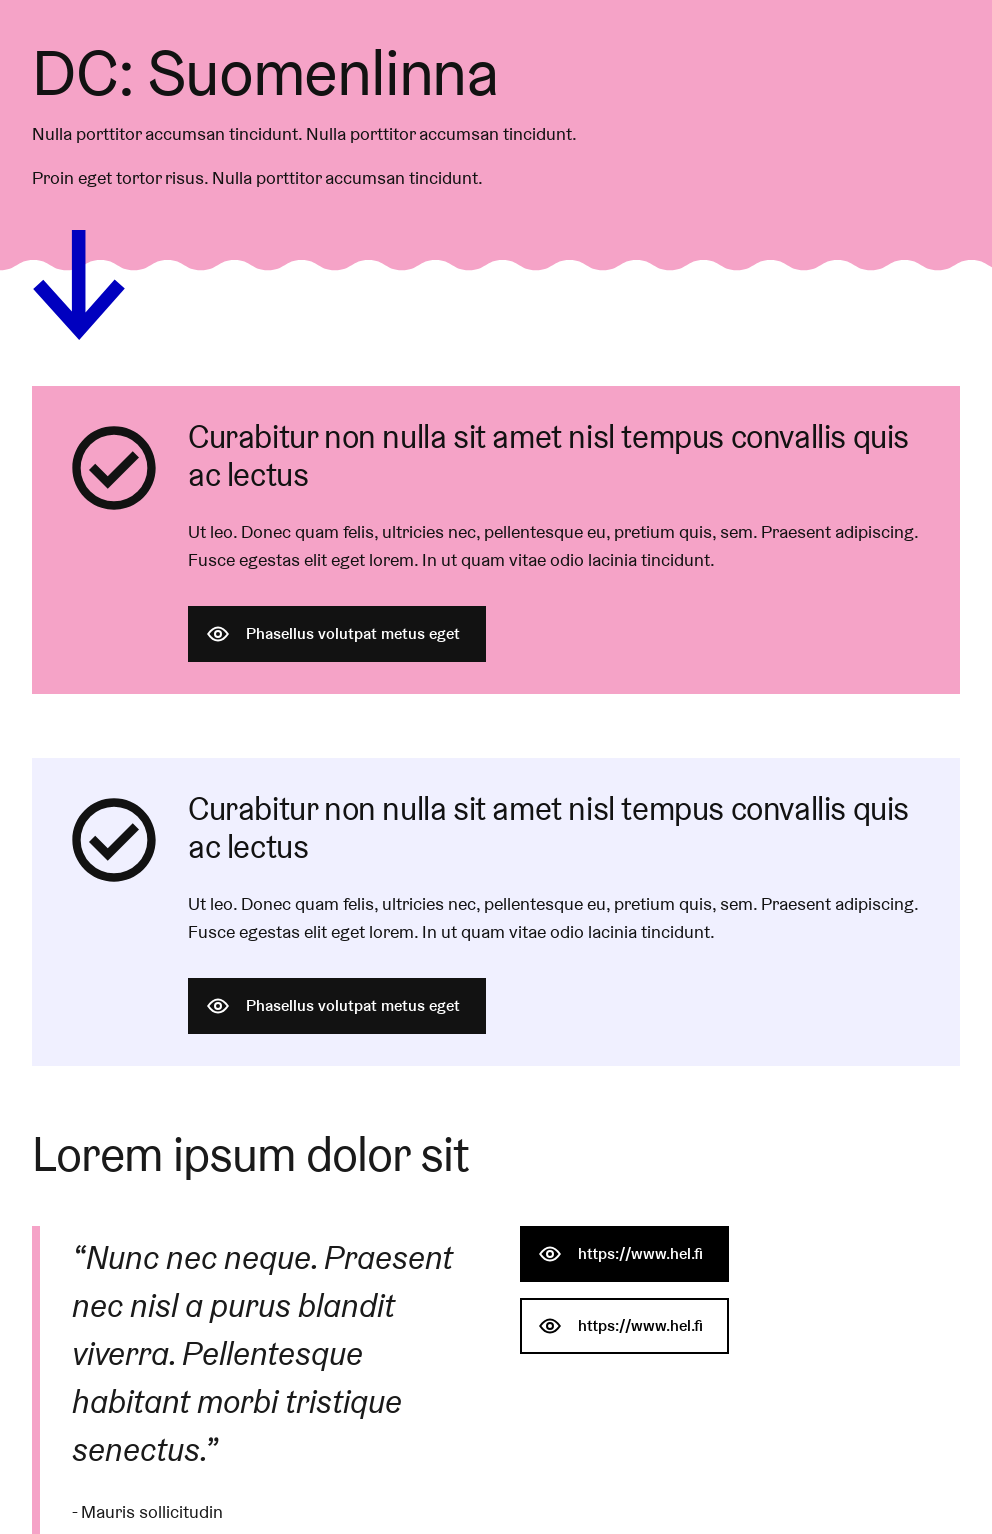 DC: Suomenlinna
Nulla porttitor accumsan tincidunt. Nulla porttitor accumsan tincidunt.
Proin eget tortor risus. Nulla porttitor accumsan tincidunt.
Curabitur non nulla sit amet nisl tempus convallis quis
ac lectus
Ut leo. Donec quam felis, ultricies nec, pellentesque eu, pretium quis, sem. Praesent adipiscing.
Fusce egestas elit eget lorem. In ut quam vitae odio lacinia tincidunt.
Phasellus volutpat metus eget
Curabitur non nulla sit amet nisl tempus convallis quis
ac lectus
Ut leo. Donec quam felis, ultricies nec, pellentesque eu, pretium quis, sem. Praesent adipiscing.
Fusce egestas elit eget lorem. In ut quam vitae odio lacinia tincidunt.
Phasellus volutpat metus eget
Lorem ipsum dolor sit
“Nunc nec neque. Praesent
nec nisl a purus blandit
viverra. Pellentesque
habitant morbi tristique
senectus.”
- Mauris sollicitudin
https://www.hel.fi
https://www.hel.fi